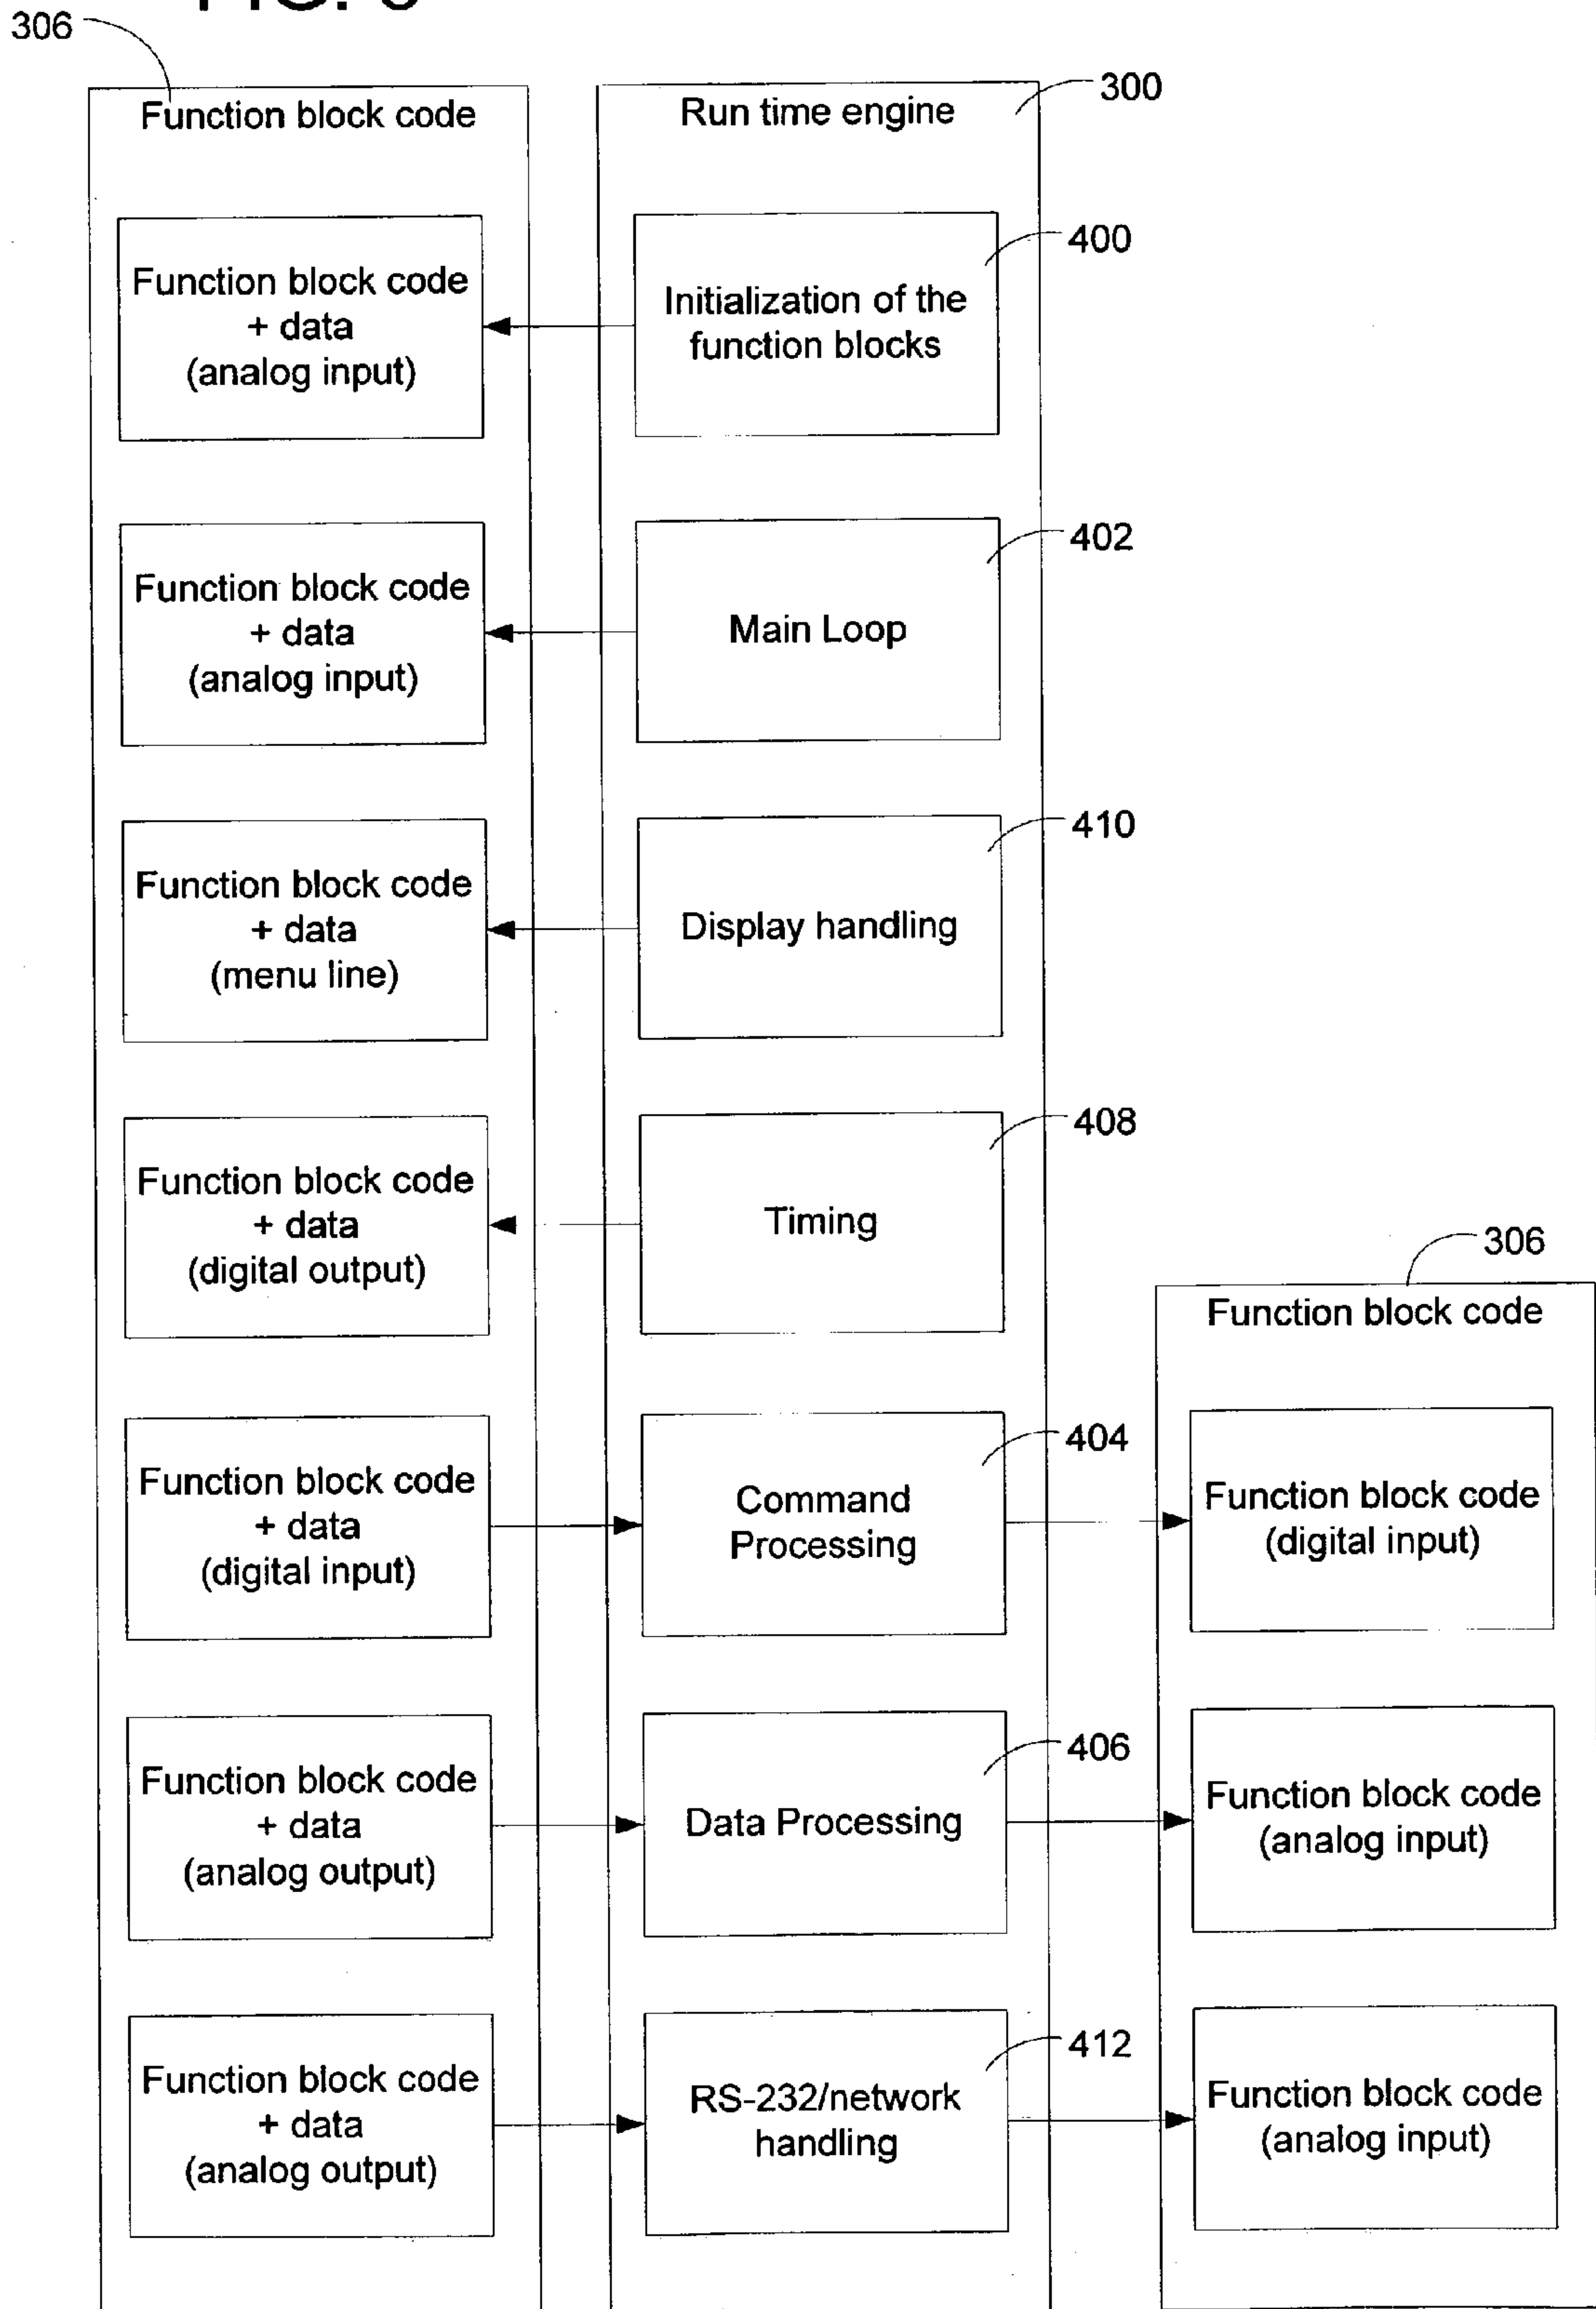 306
Function block code
Run time engine
300
Function block code
+ data
(analog input)
Initialization of the
function blocks
400
Function block code
+ data
(analog input)
Main Loop
402
Function block code
+ data
(menu line)
Display handling
410
Function block code
+ data
(digital output)
Timing
408
306
Function block code
Function block code
+ data
(digital input)
Command
Processing
404
Function block code
(digital input)
Function block code
+ data
(analog output)
Data Processing
406
Function block code
(analog input)
Function block code
+ data
(analog output)
RS-232/network
handling
412
Function block code
(analog input)